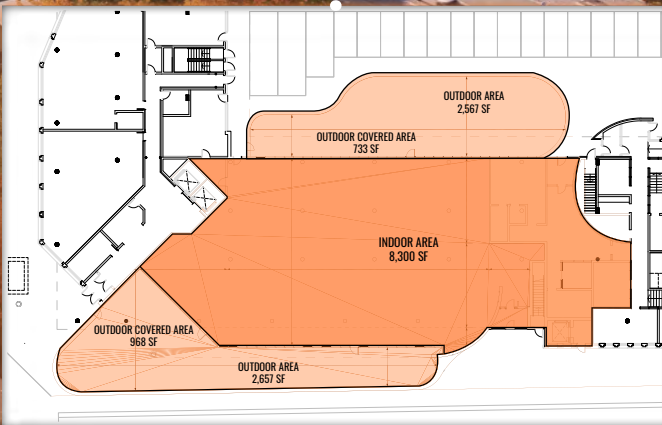 OUTDOOR AREA
2,567 SF
OUTDOOR COVERED AREA
733 SF
INDOOR AREA
8,300 SF
OUTDOOR COVERED AREA
968 SF
OUTDOOR AREA
2,657 SF